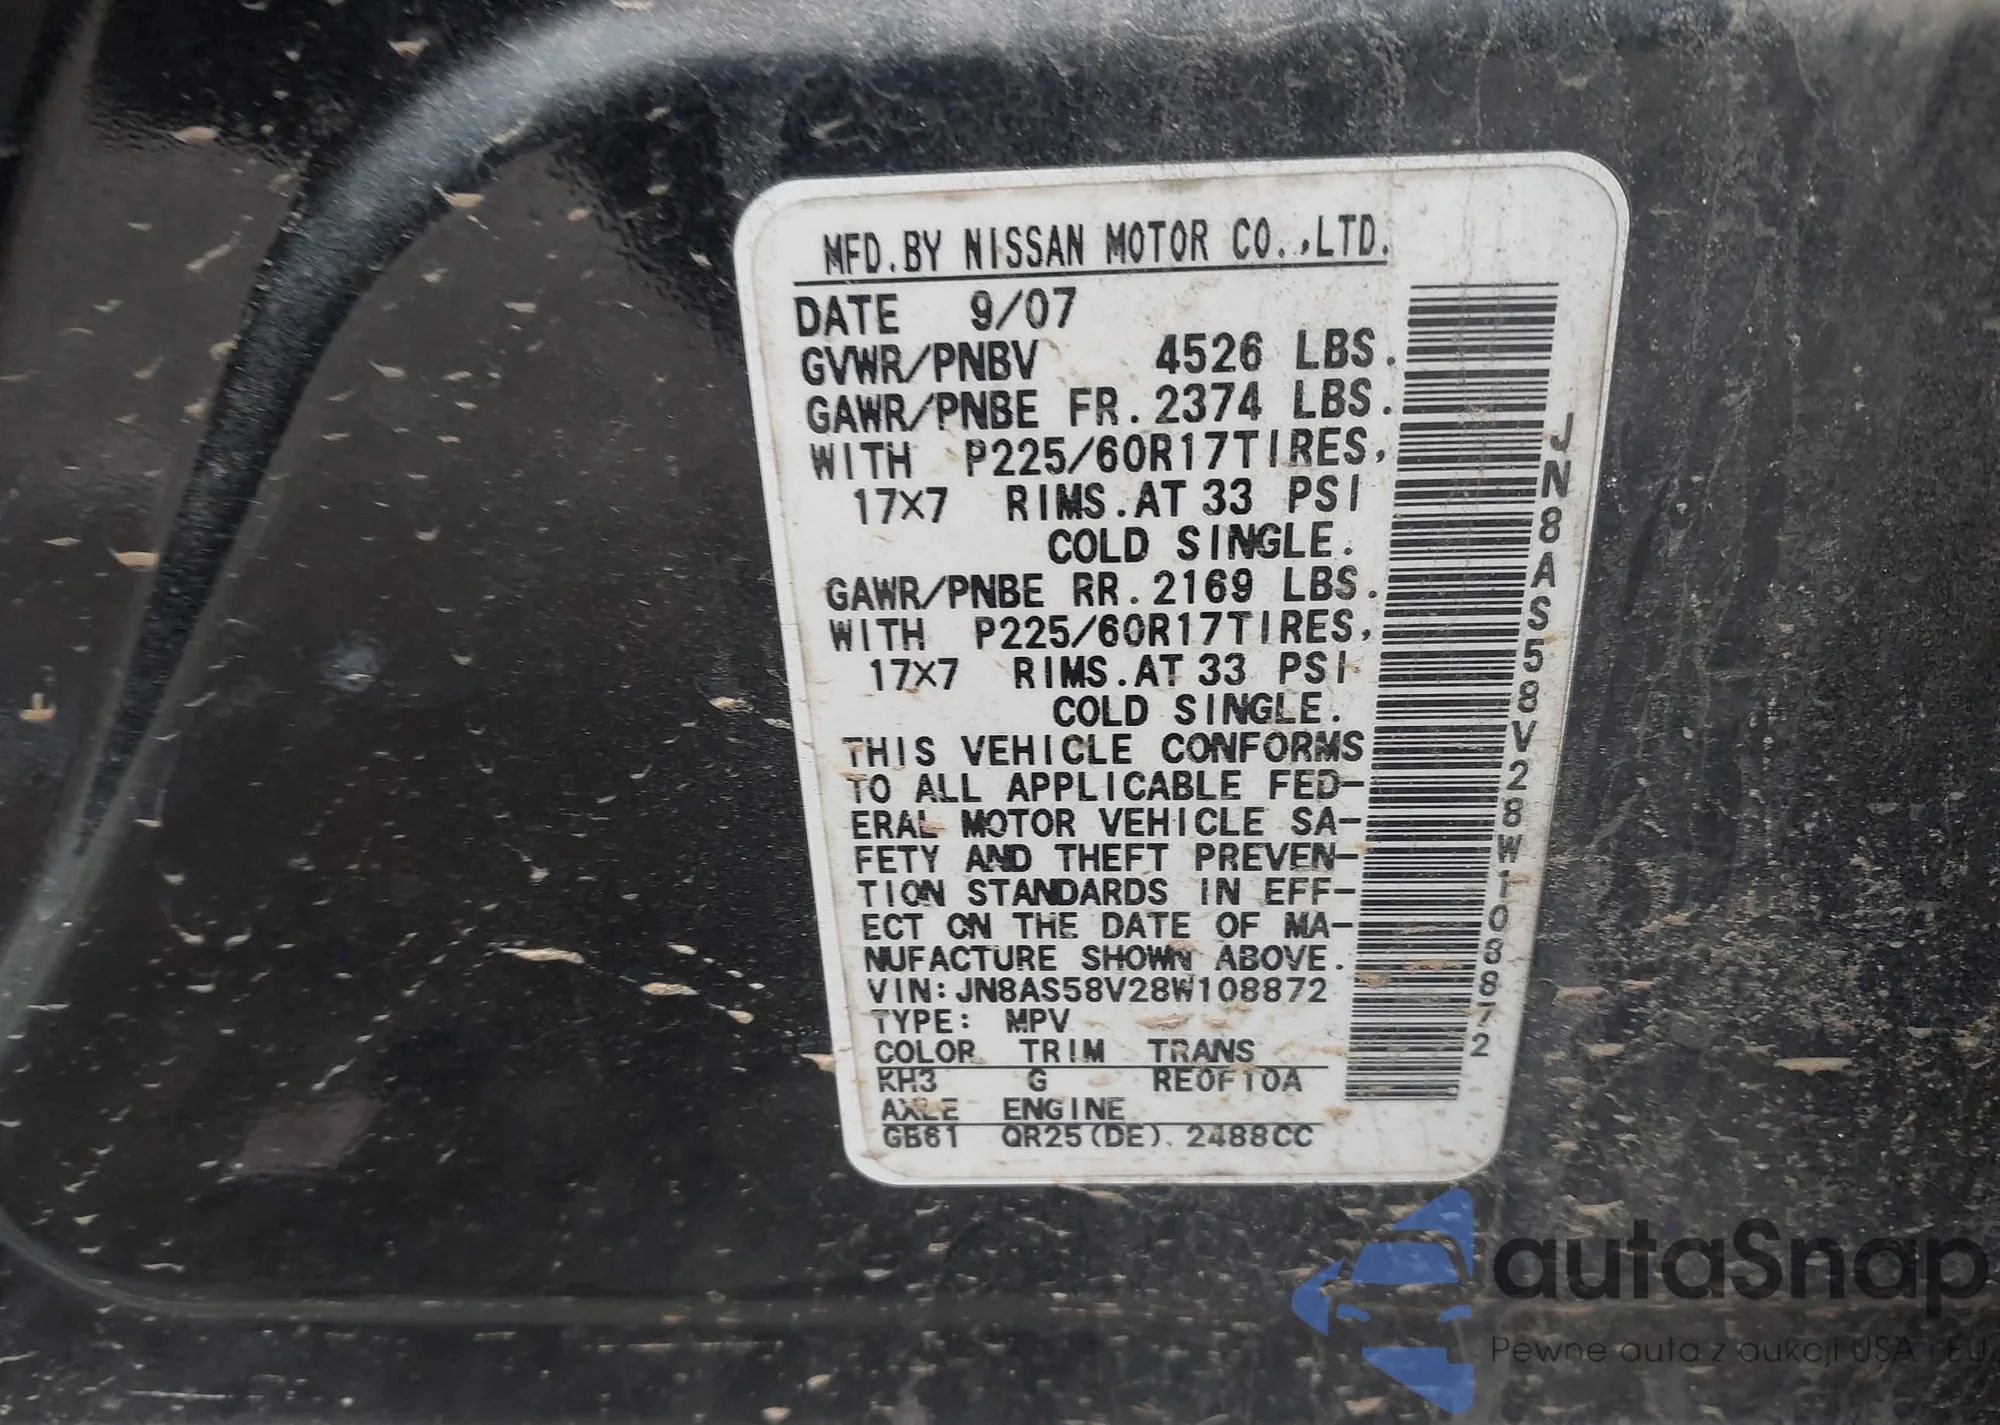 MFD.BY NISSAN MOTOR CO.,LTD.
DATE 9/07
GVWR/PNBV 4526 LBS.
GAWR/PNBE FR.2374 LBS.
WITH P225/60R17TIRES,
17X7 RIMS.AT 33 PSI
COLD SINGLE.
GAWR/PNBE RR.2169 LBS.
WITH P225/60R17TIRES,
17X7 RIMS.AT 33 PSI
COLD SINGLE.
THIS VEHICLE CONFORMS
TO ALL APPLICABLE FED-
ERAL MOTOR VEHICLE SA-
FETY AND THEFT PREVEN-
TION STANDARDS IN EFF-
ECT ON THE DATE OF MA-
NUFACTURE SHOWN ABOVE.
VIN:JN8AS58V28W108872
TYPE: MPV
COLOR TRIM TRANS
KH3 G RE0F10A
AXLE ENGINE
GB61 QR25(DE). 2488CC
JN8AS58V28W108872
autaSnap
Pewne auta z aukcji USA i EU